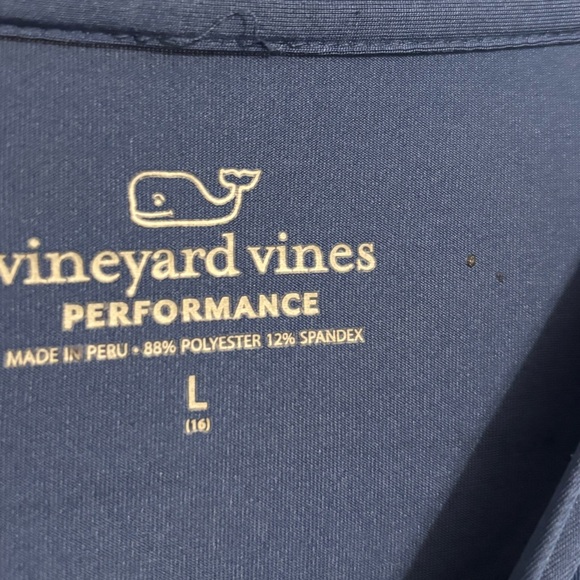 vineyard vines
PERFORMANCE
MADE IN PERU • 88% POLYESTER 12% SPANDEX
L
(16)